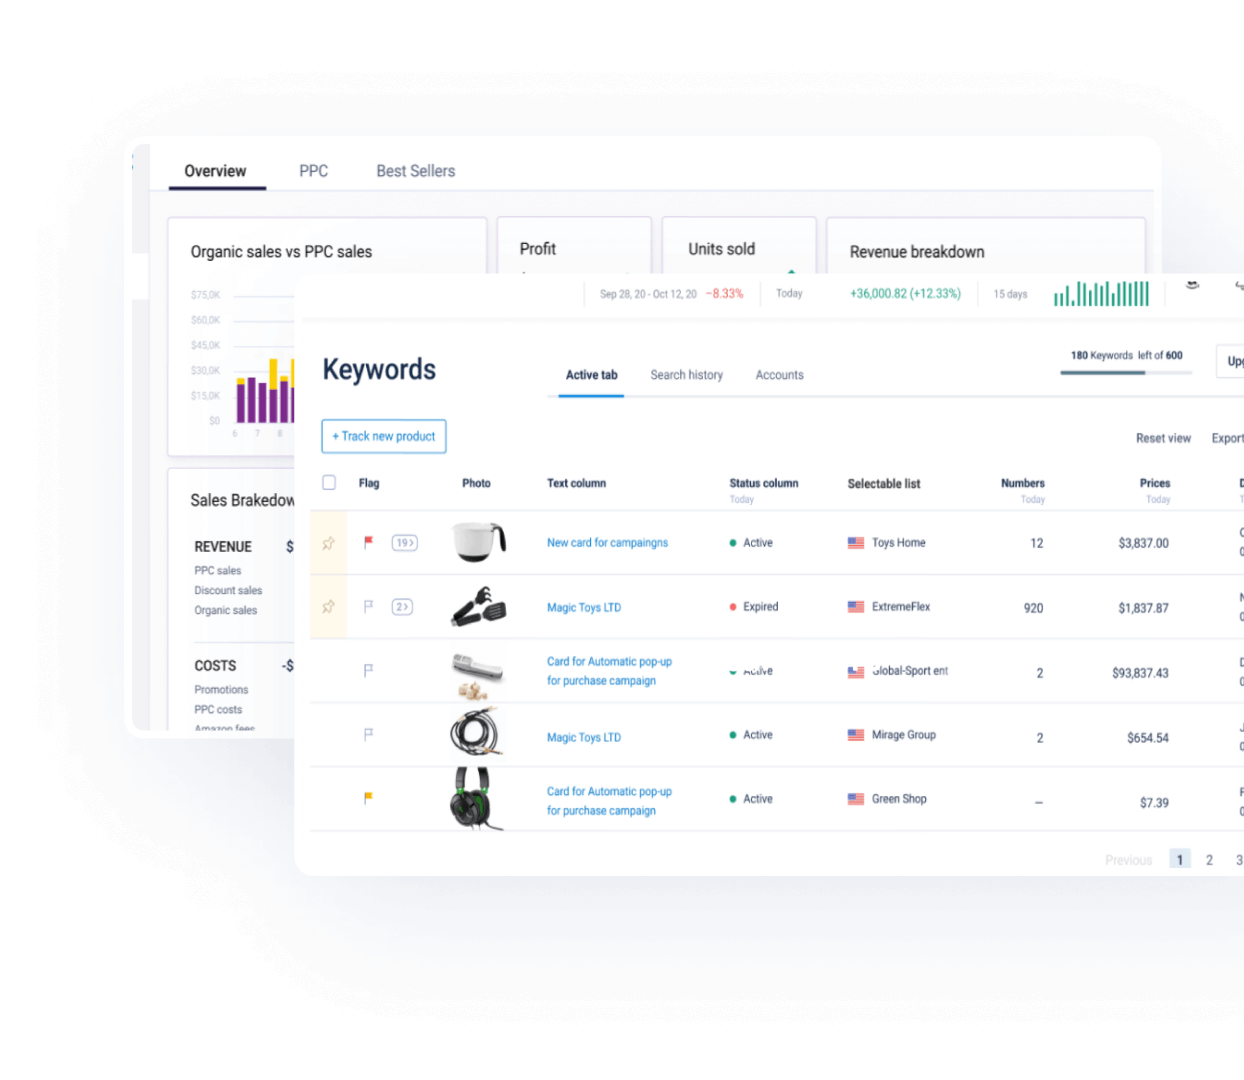 Overview PPC Best Sellers
Organic sales vs PPC sales
$75,0K
$60,0K
$45,0K
$30,0K
$15,0K
$0
6 7 8
Profit
Units sold
Revenue breakdown
Sales Brakedow
REVENUE $
PPC sales
Discount sales
Organic sales
COSTS -$
Promotions
PPC costs
Amazon fees
Sep 28, 20 - Oct 12, 20 −8.33% Today +36,000.82 (+12.33%) 15 days
Keywords
Active tab Search history Accounts
180 Keywords left of 600
Upg
+ Track new product
Reset view Export
Flag Photo Text column Status column Selectable list Numbers Prices
Today Today Today
19> New card for campaingns Active Toys Home 12 $3,837.00
2> Magic Toys LTD Expired ExtremeFlex 920 $1,837.87
Card for Automatic pop-up
for purchase campaign
Active Global-Sport ent 2 $93,837.43
Magic Toys LTD Active Mirage Group 2 $654.54
Card for Automatic pop-up
for purchase campaign
Active Green Shop – $7.39
Previous 1 2 3